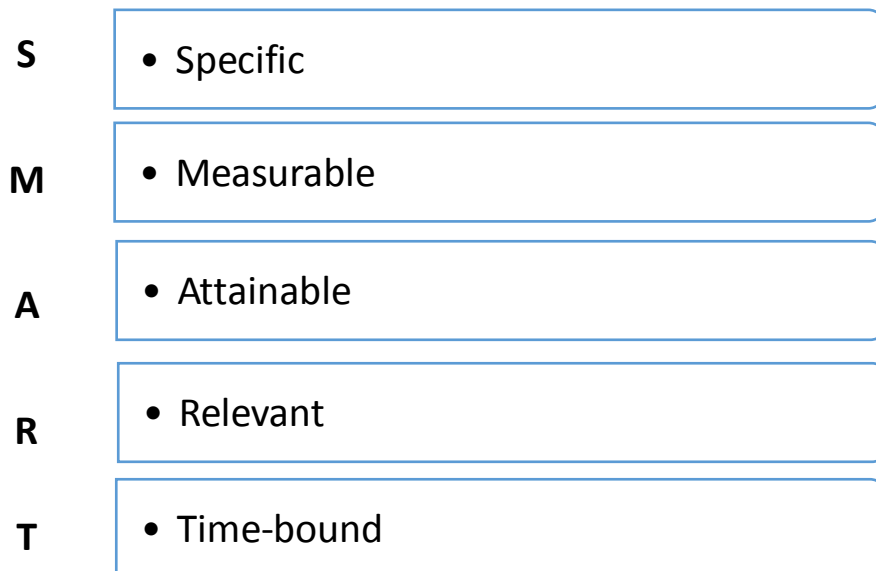 S • Specific
M • Measurable
A • Attainable
R • Relevant
T • Time-bound